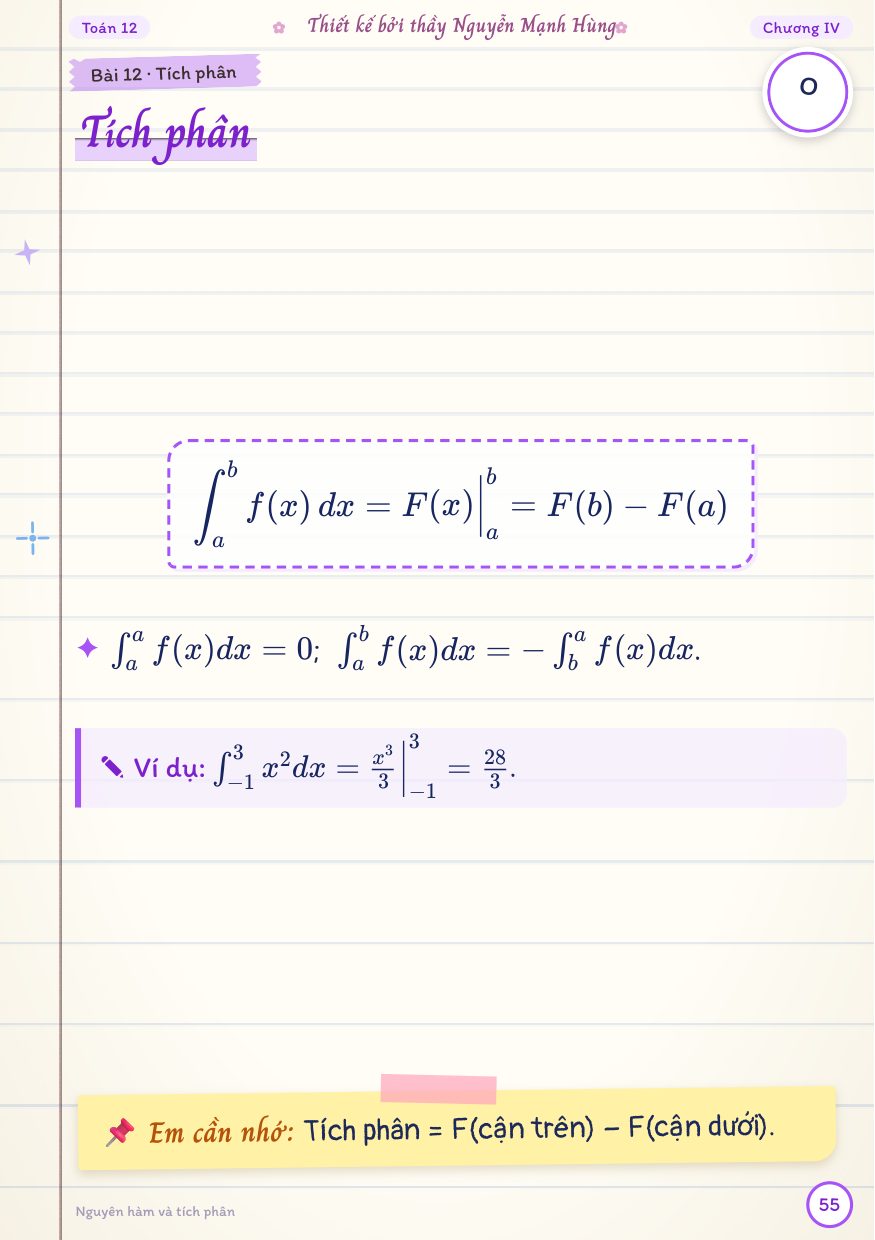 Toán 12
Thiết kế bởi thầy Nguyễn Mạnh Hùng
Chương IV
Bài 12 · Tích phân
O
Tích phân
∫_a^b f(x) dx = F(x)|_a^b = F(b) − F(a)
∫_a^a f(x)dx = 0; ∫_a^b f(x)dx = −∫_b^a f(x)dx.
Ví dụ: ∫_{−1}^3 x²dx = x³/3 |_{−1}^3 = 28/3.
Em cần nhớ: Tích phân = F(cận trên) − F(cận dưới).
Nguyên hàm và tích phân
55